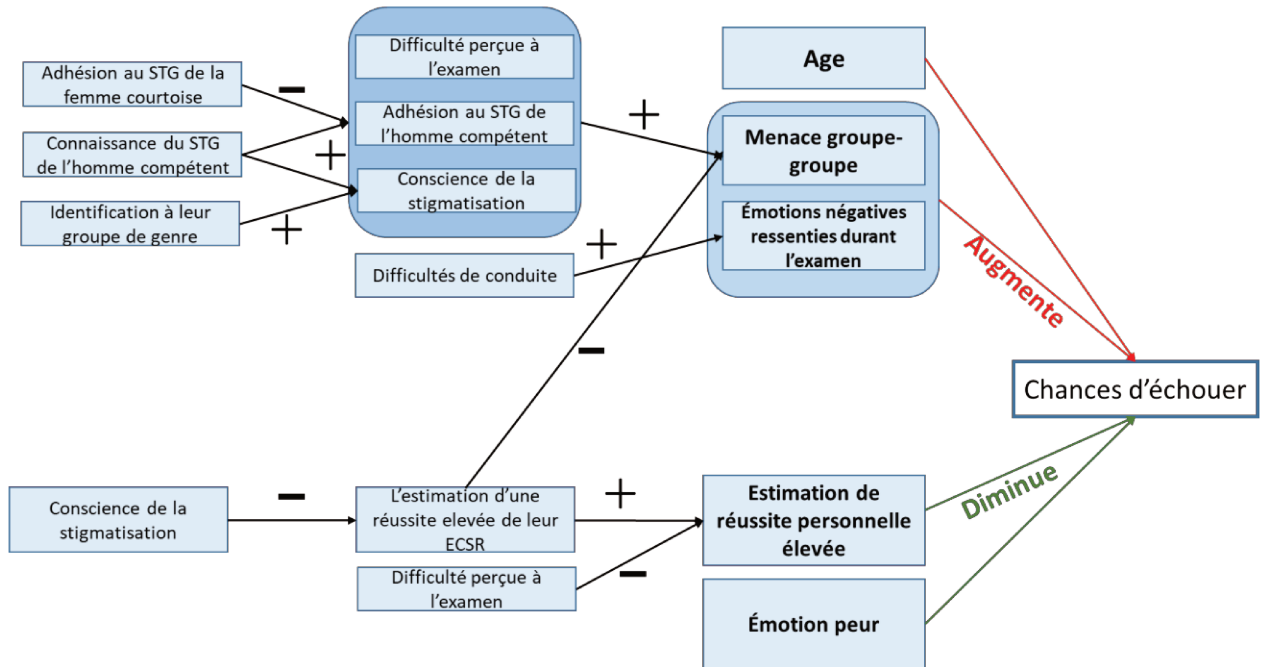 Difficulté perçue à
l'examen
Age
Adhésion au STG de la
femme courtoise
−
Adhésion au STG de
l'homme compétent
+
Menace groupe-
groupe
Connaissance du STG
de l'homme compétent
+
Conscience de la
stigmatisation
Identification à leur
groupe de genre
+
Émotions négatives
ressenties durant
l'examen
+
Difficultés de conduite
Augmente
−
Chances d'échouer
Conscience de la
stigmatisation
−
L'estimation d'une
réussite elevée de leur
ECSR
+
Estimation de
réussite personnelle
élevée
Diminue
Difficulté perçue à
l'examen
−
Émotion peur